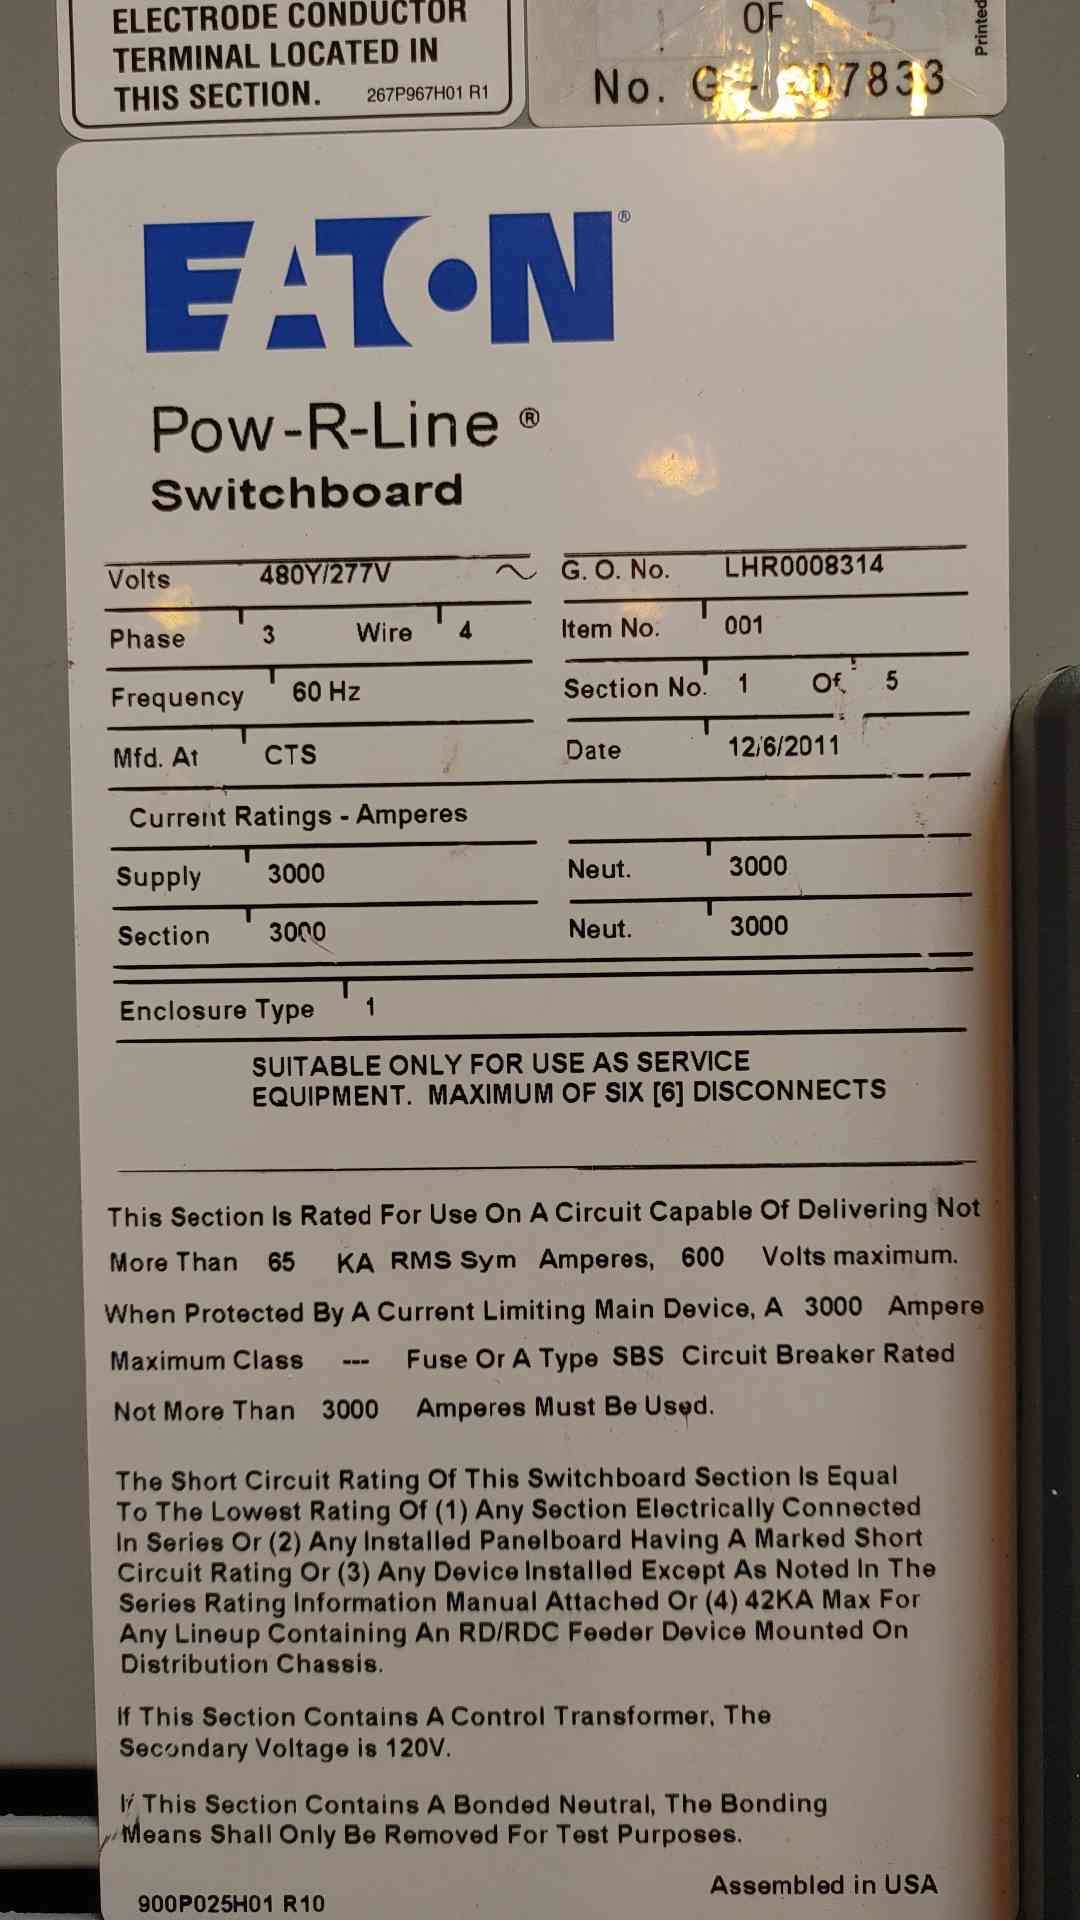 ELECTRODE CONDUCTOR
TERMINAL LOCATED IN
THIS SECTION. 267P967H01 R1
1 OF 5
No. G 07833
Printed
EATON®
Pow-R-Line®
Switchboard
Volts 480Y/277V ~ G. O. No. LHR0008314
Phase 3 Wire 4 Item No. 001
Frequency 60 Hz Section No. 1 Of 5
Mfd. At CTS Date 12/6/2011
Current Ratings - Amperes
Supply 3000 Neut. 3000
Section 3000 Neut. 3000
Enclosure Type 1
SUITABLE ONLY FOR USE AS SERVICE
EQUIPMENT. MAXIMUM OF SIX [6] DISCONNECTS
This Section Is Rated For Use On A Circuit Capable Of Delivering Not
More Than 65 KA RMS Sym Amperes, 600 Volts maximum.
When Protected By A Current Limiting Main Device, A 3000 Ampere
Maximum Class --- Fuse Or A Type SBS Circuit Breaker Rated
Not More Than 3000 Amperes Must Be Used.
The Short Circuit Rating Of This Switchboard Section Is Equal
To The Lowest Rating Of (1) Any Section Electrically Connected
In Series Or (2) Any Installed Panelboard Having A Marked Short
Circuit Rating Or (3) Any Device Installed Except As Noted In The
Series Rating Information Manual Attached Or (4) 42KA Max For
Any Lineup Containing An RD/RDC Feeder Device Mounted On
Distribution Chassis.
If This Section Contains A Control Transformer, The
Secondary Voltage is 120V.
If This Section Contains A Bonded Neutral, The Bonding
Means Shall Only Be Removed For Test Purposes.
Assembled in USA
900P025H01 R10